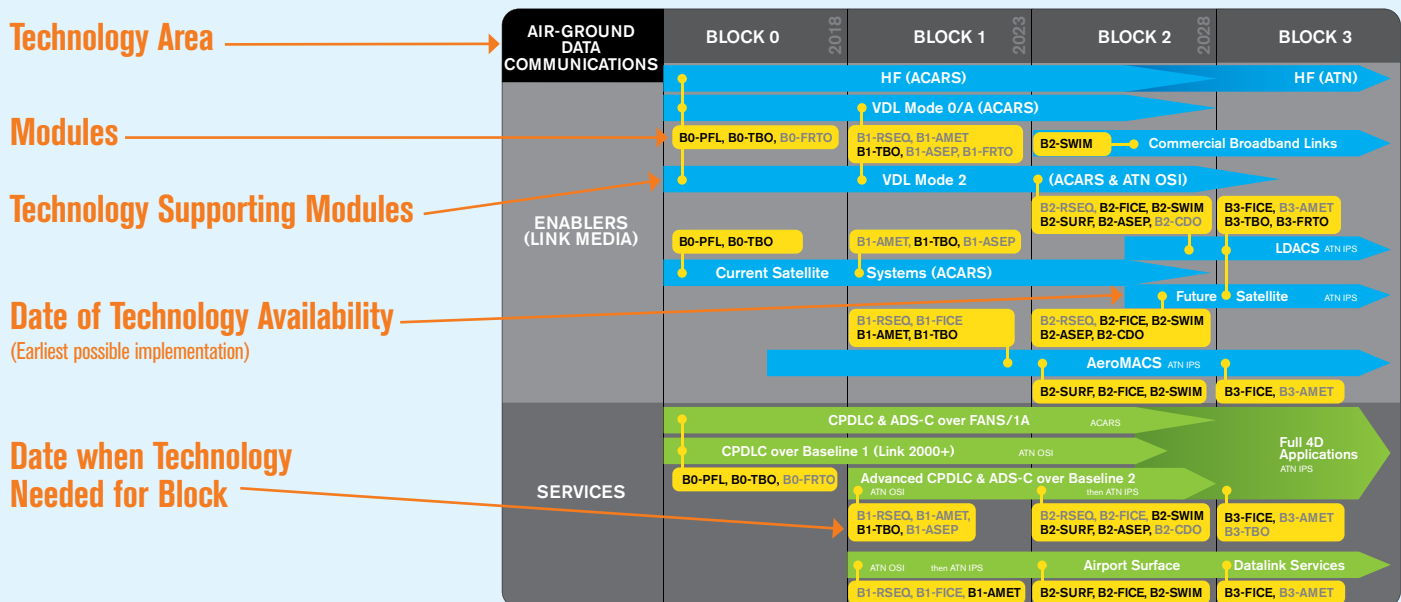 Technology Area
Modules
Technology Supporting Modules
Date of Technology Availability
(Earliest possible implementation)
Date when Technology
Needed for Block
AIR-GROUND
DATA
COMMUNICATIONS
BLOCK 0
2018
BLOCK 1
2023
BLOCK 2
2028
BLOCK 3
ENABLERS
(LINK MEDIA)
HF (ACARS)
HF (ATN)
VDL Mode 0/A (ACARS)
B0-PFL, B0-TBO, B0-FRTO
B1-RSEQ, B1-AMET
B1-TBO, B1-ASEP, B1-FRTO
B2-SWIM
Commercial Broadband Links
VDL Mode 2
(ACARS & ATN OSI)
B2-RSEQ, B2-FICE, B2-SWIM
B2-SURF, B2-ASEP, B2-CDO
B3-FICE, B3-AMET
B3-TBO, B3-FRTO
B0-PFL, B0-TBO
B1-AMET, B1-TBO, B1-ASEP
LDACS ATN IPS
Current Satellite Systems (ACARS)
Future Satellite ATN IPS
B1-RSEQ, B1-FICE
B1-AMET, B1-TBO
B2-RSEQ, B2-FICE, B2-SWIM
B2-ASEP, B2-CDO
AeroMACS ATN IPS
B2-SURF, B2-FICE, B2-SWIM
B3-FICE, B3-AMET
SERVICES
CPDLC & ADS-C over FANS/1A ACARS
CPDLC over Baseline 1 (Link 2000+) ATN OSI
Full 4D
Applications
ATN IPS
B0-PFL, B0-TBO, B0-FRTO
Advanced CPDLC & ADS-C over Baseline 2
ATN OSI then ATN IPS
B1-RSEQ, B1-AMET,
B1-TBO, B1-ASEP
B2-RSEQ, B2-FICE, B2-SWIM
B2-SURF, B2-ASEP, B2-CDO
B3-FICE, B3-AMET
B3-TBO
ATN OSI then ATN IPS Airport Surface Datalink Services
B1-RSEQ, B1-FICE, B1-AMET
B2-SURF, B2-FICE, B2-SWIM
B3-FICE, B3-AMET